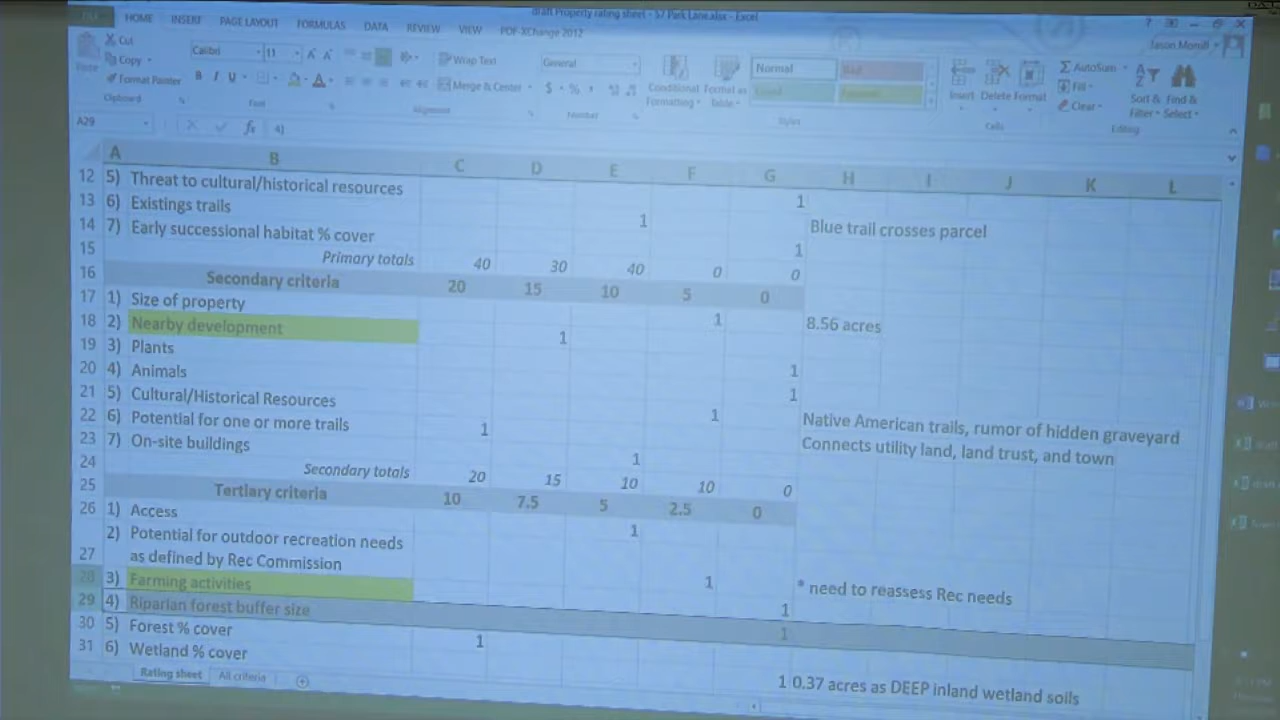 draft Property rating sheet - 57 Park Lane.xlsx - Excel
FILE HOME INSERT PAGE LAYOUT FORMULAS DATA REVIEW VIEW PDF-XChange 2012
Jason Morrill
Cut
Copy
Format Painter
Paste
Clipboard
Calibri 11
B I U
Font
Wrap Text
Merge & Center
Alignment
General
$ % ,
Number
Conditional Formatting
Format as Table
Normal Bad
Good Neutral
Styles
Insert Delete Format
Cells
AutoSum
Fill
Clear
Sort & Filter
Find & Select
Editing
A29 fx 4)
A B C D E F G H I J K L
12 5) Threat to cultural/historical resources 1
13 6) Existings trails 1 Blue trail crosses parcel
14 7) Early successional habitat % cover 1
15 Primary totals 40 30 40 0 0
16 Secondary criteria 20 15 10 5 0
17 1) Size of property 1 8.56 acres
18 2) Nearby development 1
19 3) Plants 1
20 4) Animals 1
21 5) Cultural/Historical Resources 1 Native American trails, rumor of hidden graveyard
22 6) Potential for one or more trails 1 Connects utility land, land trust, and town
23 7) On-site buildings 1
24 Secondary totals 20 15 10 10 0
25 Tertiary criteria 10 7.5 5 2.5 0
26 1) Access 1
2) Potential for outdoor recreation needs
27 as defined by Rec Commission 1 * need to reassess Rec needs
28 3) Farming activities 1
29 4) Riparian forest buffer size 1
30 5) Forest % cover 1
31 6) Wetland % cover 1 0.37 acres as DEEP inland wetland soils
Rating sheet All criteria